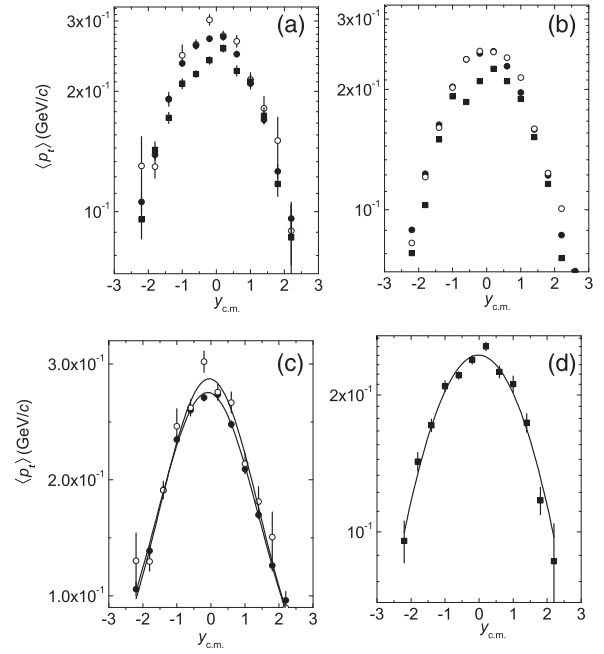 (a)
3x10⁻¹
2x10⁻¹
10⁻¹
⟨pₜ⟩ (GeV/c)
-3 -2 -1 0 1 2 3
y_c.m.
(b)
3x10⁻¹
2x10⁻¹
10⁻¹
-3 -2 -1 0 1 2 3
y_c.m.
(c)
3.0x10⁻¹
2.0x10⁻¹
1.0x10⁻¹
⟨pₜ⟩ (GeV/c)
-3 -2 -1 0 1 2 3
y_c.m.
(d)
2x10⁻¹
10⁻¹
-3 -2 -1 0 1 2 3
y_c.m.